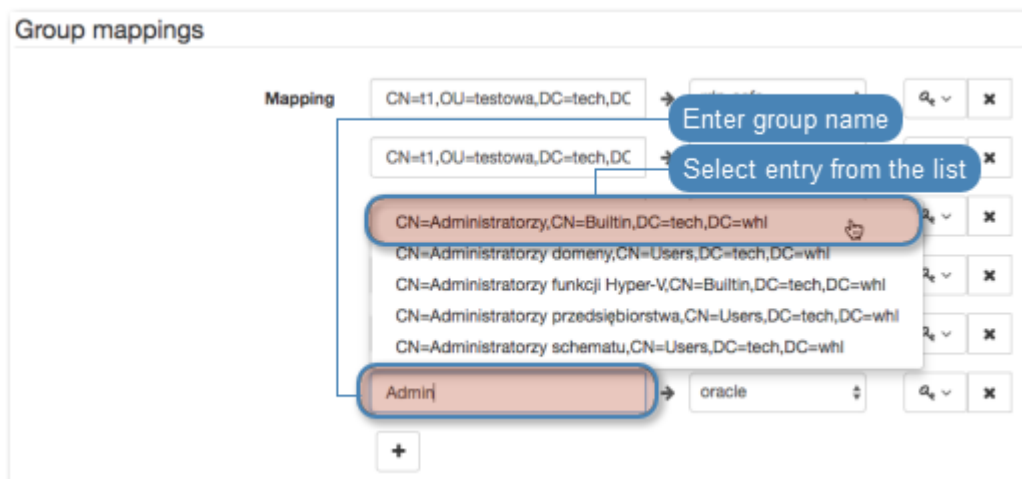 Group mappings
Mapping
CN=t1,OU=testowa,DC=tech,DC
Enter group name
CN=t1,OU=testowa,DC=tech,DC
Select entry from the list
CN=Administratorzy,CN=Builtin,DC=tech,DC=whl
CN=Administratorzy domeny,CN=Users,DC=tech,DC=whl
CN=Administratorzy funkcji Hyper-V,CN=Builtin,DC=tech,DC=whl
CN=Administratorzy przedsiębiorstwa,CN=Users,DC=tech,DC=whl
CN=Administratorzy schematu,CN=Users,DC=tech,DC=whl
Admin
oracle